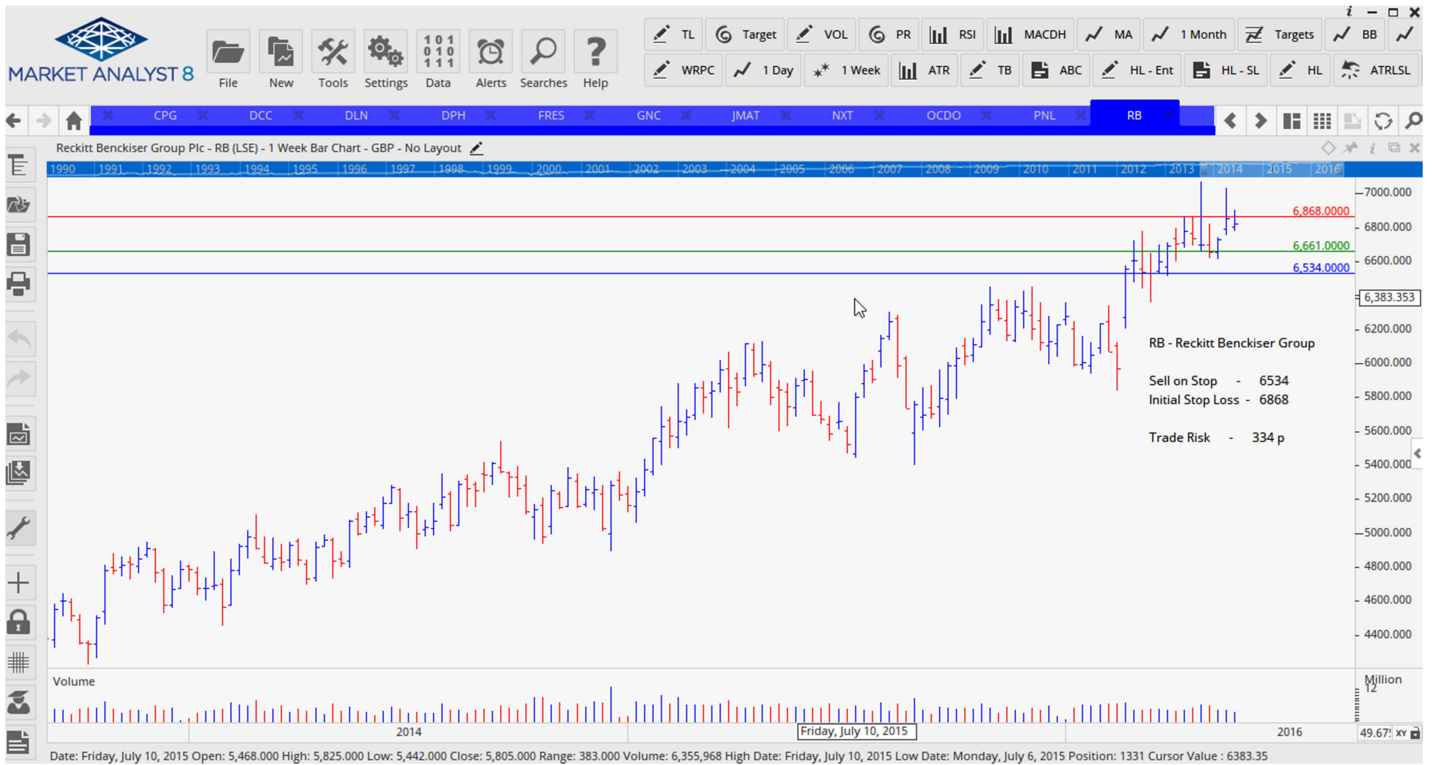 i
TL Target VOL PR RSI MACDH MA 1 Month Targets BB
MARKET ANALYST 8
File New Tools Settings Data Alerts Searches Help
WRPC 1 Day 1 Week ATR TB ABC HL - Ent HL - SL HL ATRLSL
CPG DCC DLN DPH FRES GNC JMAT NXT OCDO PNL RB
Reckitt Benckiser Group Plc - RB (LSE) - 1 Week Bar Chart - GBP - No Layout
1990 1991 1992 1993 1994 1995 1996 1997 1998 1999 2000 2001 2002 2003 2004 2005 2006 2007 2008 2009 2010 2011 2012 2013 2014 2015 2016
7000.000
6,868.0000
6800.000
6,661.0000
6600.000
6,534.0000
6,383.353
6200.000
RB - Reckitt Benckiser Group
6000.000
Sell on Stop - 6534
Initial Stop Loss - 6868
5800.000
Trade Risk - 334 p
5600.000
5400.000
5200.000
5000.000
4800.000
4600.000
4400.000
Volume
Million
12
2014
Friday, July 10, 2015
2016
49.67 XY
Date: Friday, July 10, 2015 Open: 5,468.000 High: 5,825.000 Low: 5,442.000 Close: 5,805.000 Range: 383.000 Volume: 6,355,968 High Date: Friday, July 10, 2015 Low Date: Monday, July 6, 2015 Position: 1331 Cursor Value : 6383.35